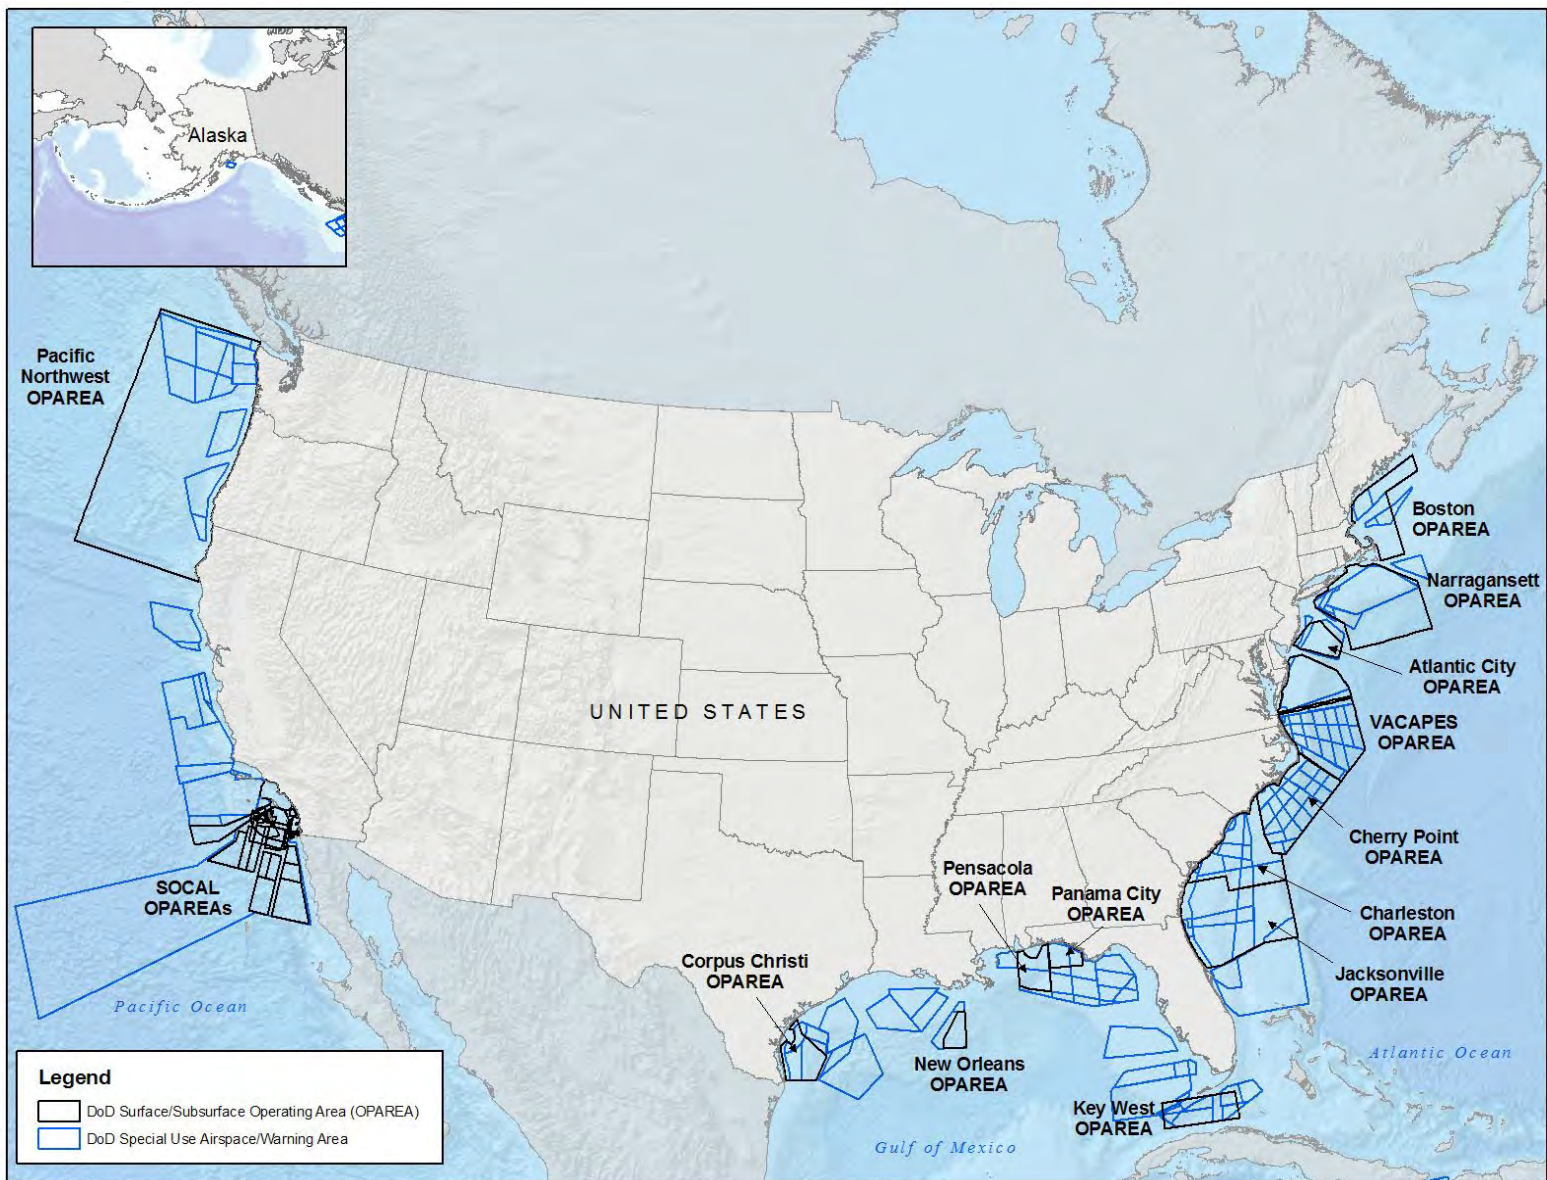 Alaska
Pacific
Northwest
OPAREA
Boston
OPAREA
Narragansett
OPAREA
Atlantic City
OPAREA
UNITED STATES
VACAPES
OPAREA
Cherry Point
OPAREA
Pensacola
OPAREA
Panama City
OPAREA
SOCAL
OPAREAs
Charleston
OPAREA
Corpus Christi
OPAREA
Jacksonville
OPAREA
Pacific Ocean
New Orleans
OPAREA
Atlantic Ocean
Key West
OPAREA
Gulf of Mexico
Legend
DoD Surface/Subsurface Operating Area (OPAREA)
DoD Special Use Airspace/Warning Area